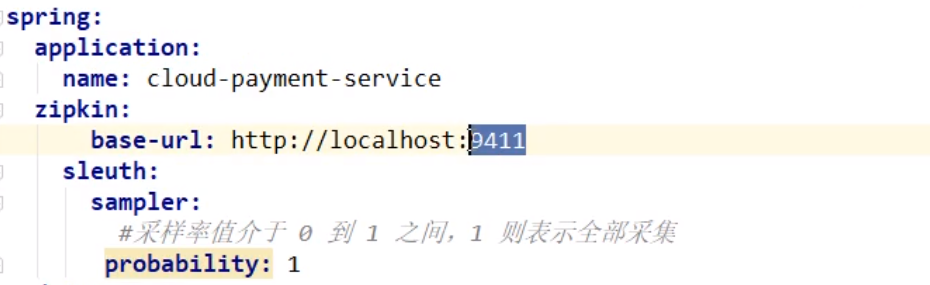 spring:
application:
name: cloud-payment-service
zipkin:
base-url: http://localhost:9411
sleuth:
sampler:
#采样率值介于 0 到 1 之间，1 则表示全部采集
probability: 1